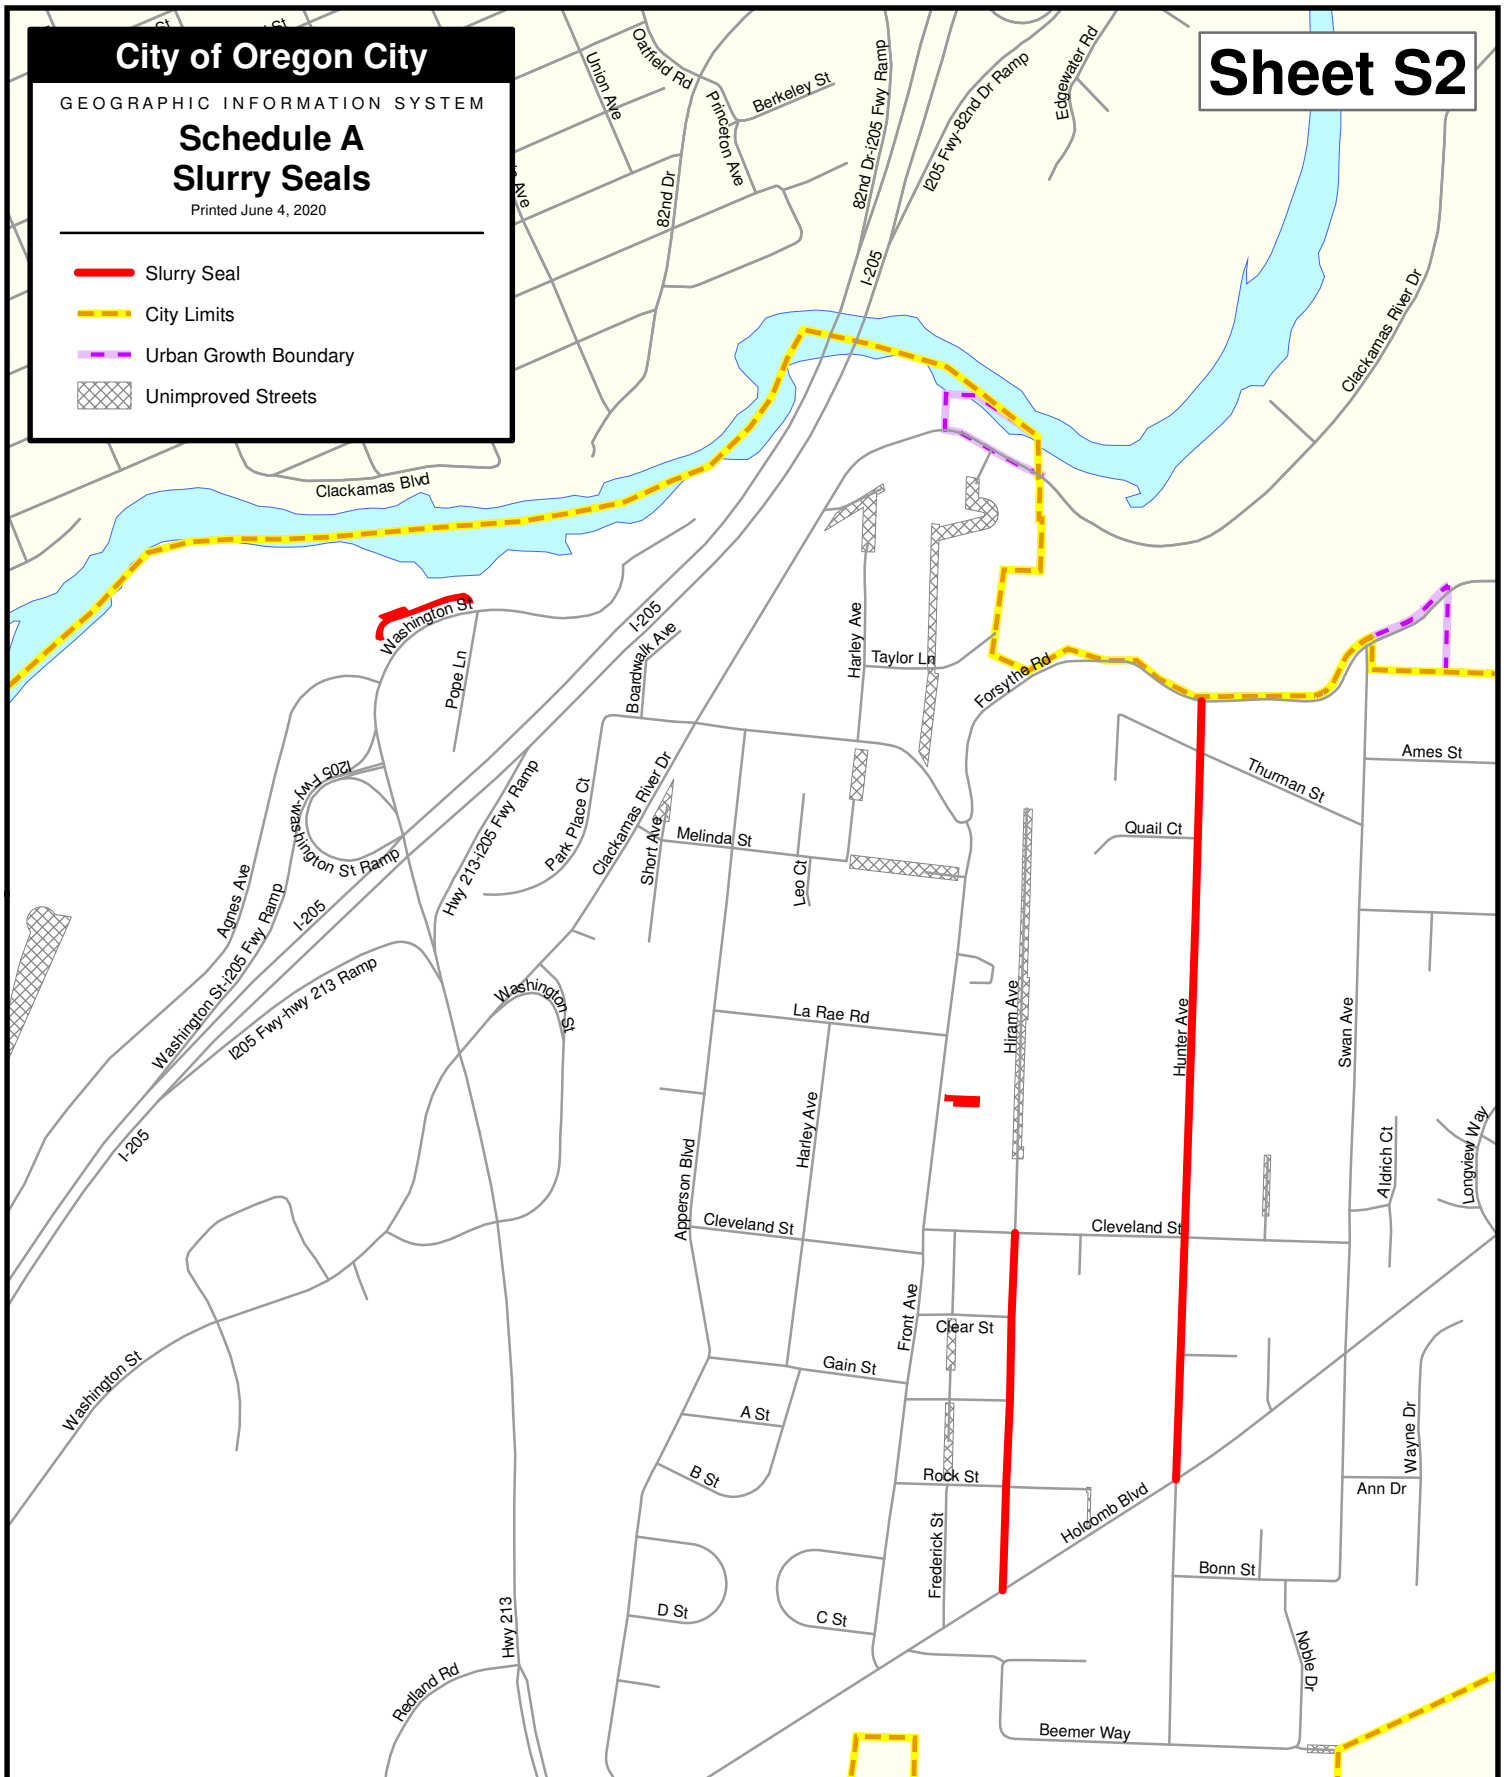 City of Oregon City
GEOGRAPHIC INFORMATION SYSTEM
Schedule A
Slurry Seals
Printed June 4, 2020
Slurry Seal
City Limits
Urban Growth Boundary
Unimproved Streets
Sheet S2
St
St
Ave
Union Ave
Oatfield Rd
Princeton Ave
Berkeley St
82nd Dr
82nd Dr-i205 Fwy Ramp
I205 Fwy-82nd Dr Ramp
Edgewater Rd
I-205
Clackamas River Dr
Clackamas Blvd
Washington St
Pope Ln
I-205
Boardwalk Ave
Harley Ave
Taylor Ln
Forsythe Rd
Ames St
Thurman St
Quail Ct
I205 Fwy-washington St Ramp
Hwy 213-i205 Fwy Ramp
Park Place Ct
Clackamas River Dr
Short Ave
Melinda St
Leo Ct
Agnes Ave
Washington St-i205 Fwy Ramp
I-205
I205 Fwy-hwy 213 Ramp
Washington St
La Rae Rd
Hiram Ave
Hunter Ave
Swan Ave
I-205
Harley Ave
Apperson Blvd
Cleveland St
Cleveland St
Aldrich Ct
Longview Way
Front Ave
Clear St
Gain St
Washington St
A St
B St
Rock St
Holcomb Blvd
Wayne Dr
Ann Dr
Frederick St
Bonn St
D St
C St
Hwy 213
Redland Rd
Noble Dr
Beemer Way